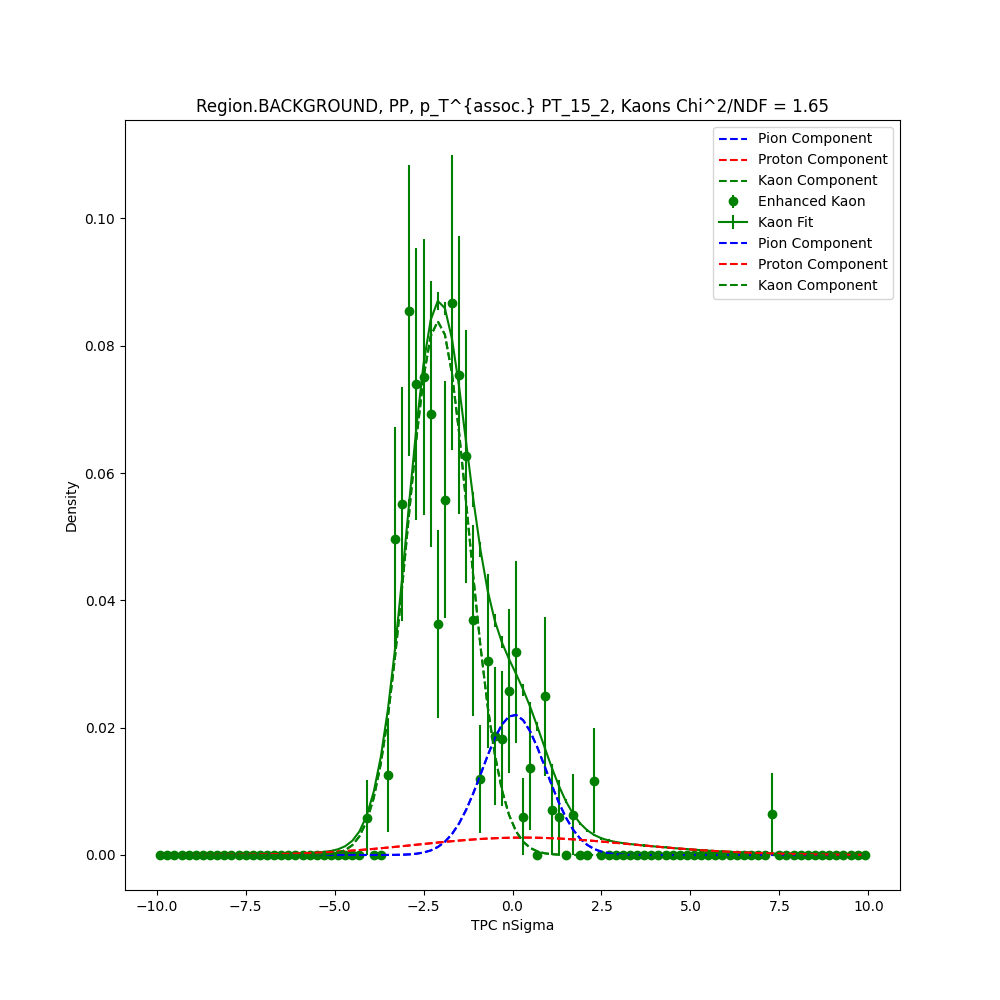 Region.BACKGROUND, PP, p_T^{assoc.} PT_15_2, Kaons Chi^2/NDF = 1.65
Pion Component
Proton Component
Kaon Component
Enhanced Kaon
Kaon Fit
Pion Component
Proton Component
Kaon Component
Density
0.10
0.08
0.06
0.04
0.02
0.00
−10.0 −7.5 −5.0 −2.5 0.0 2.5 5.0 7.5 10.0
TPC nSigma